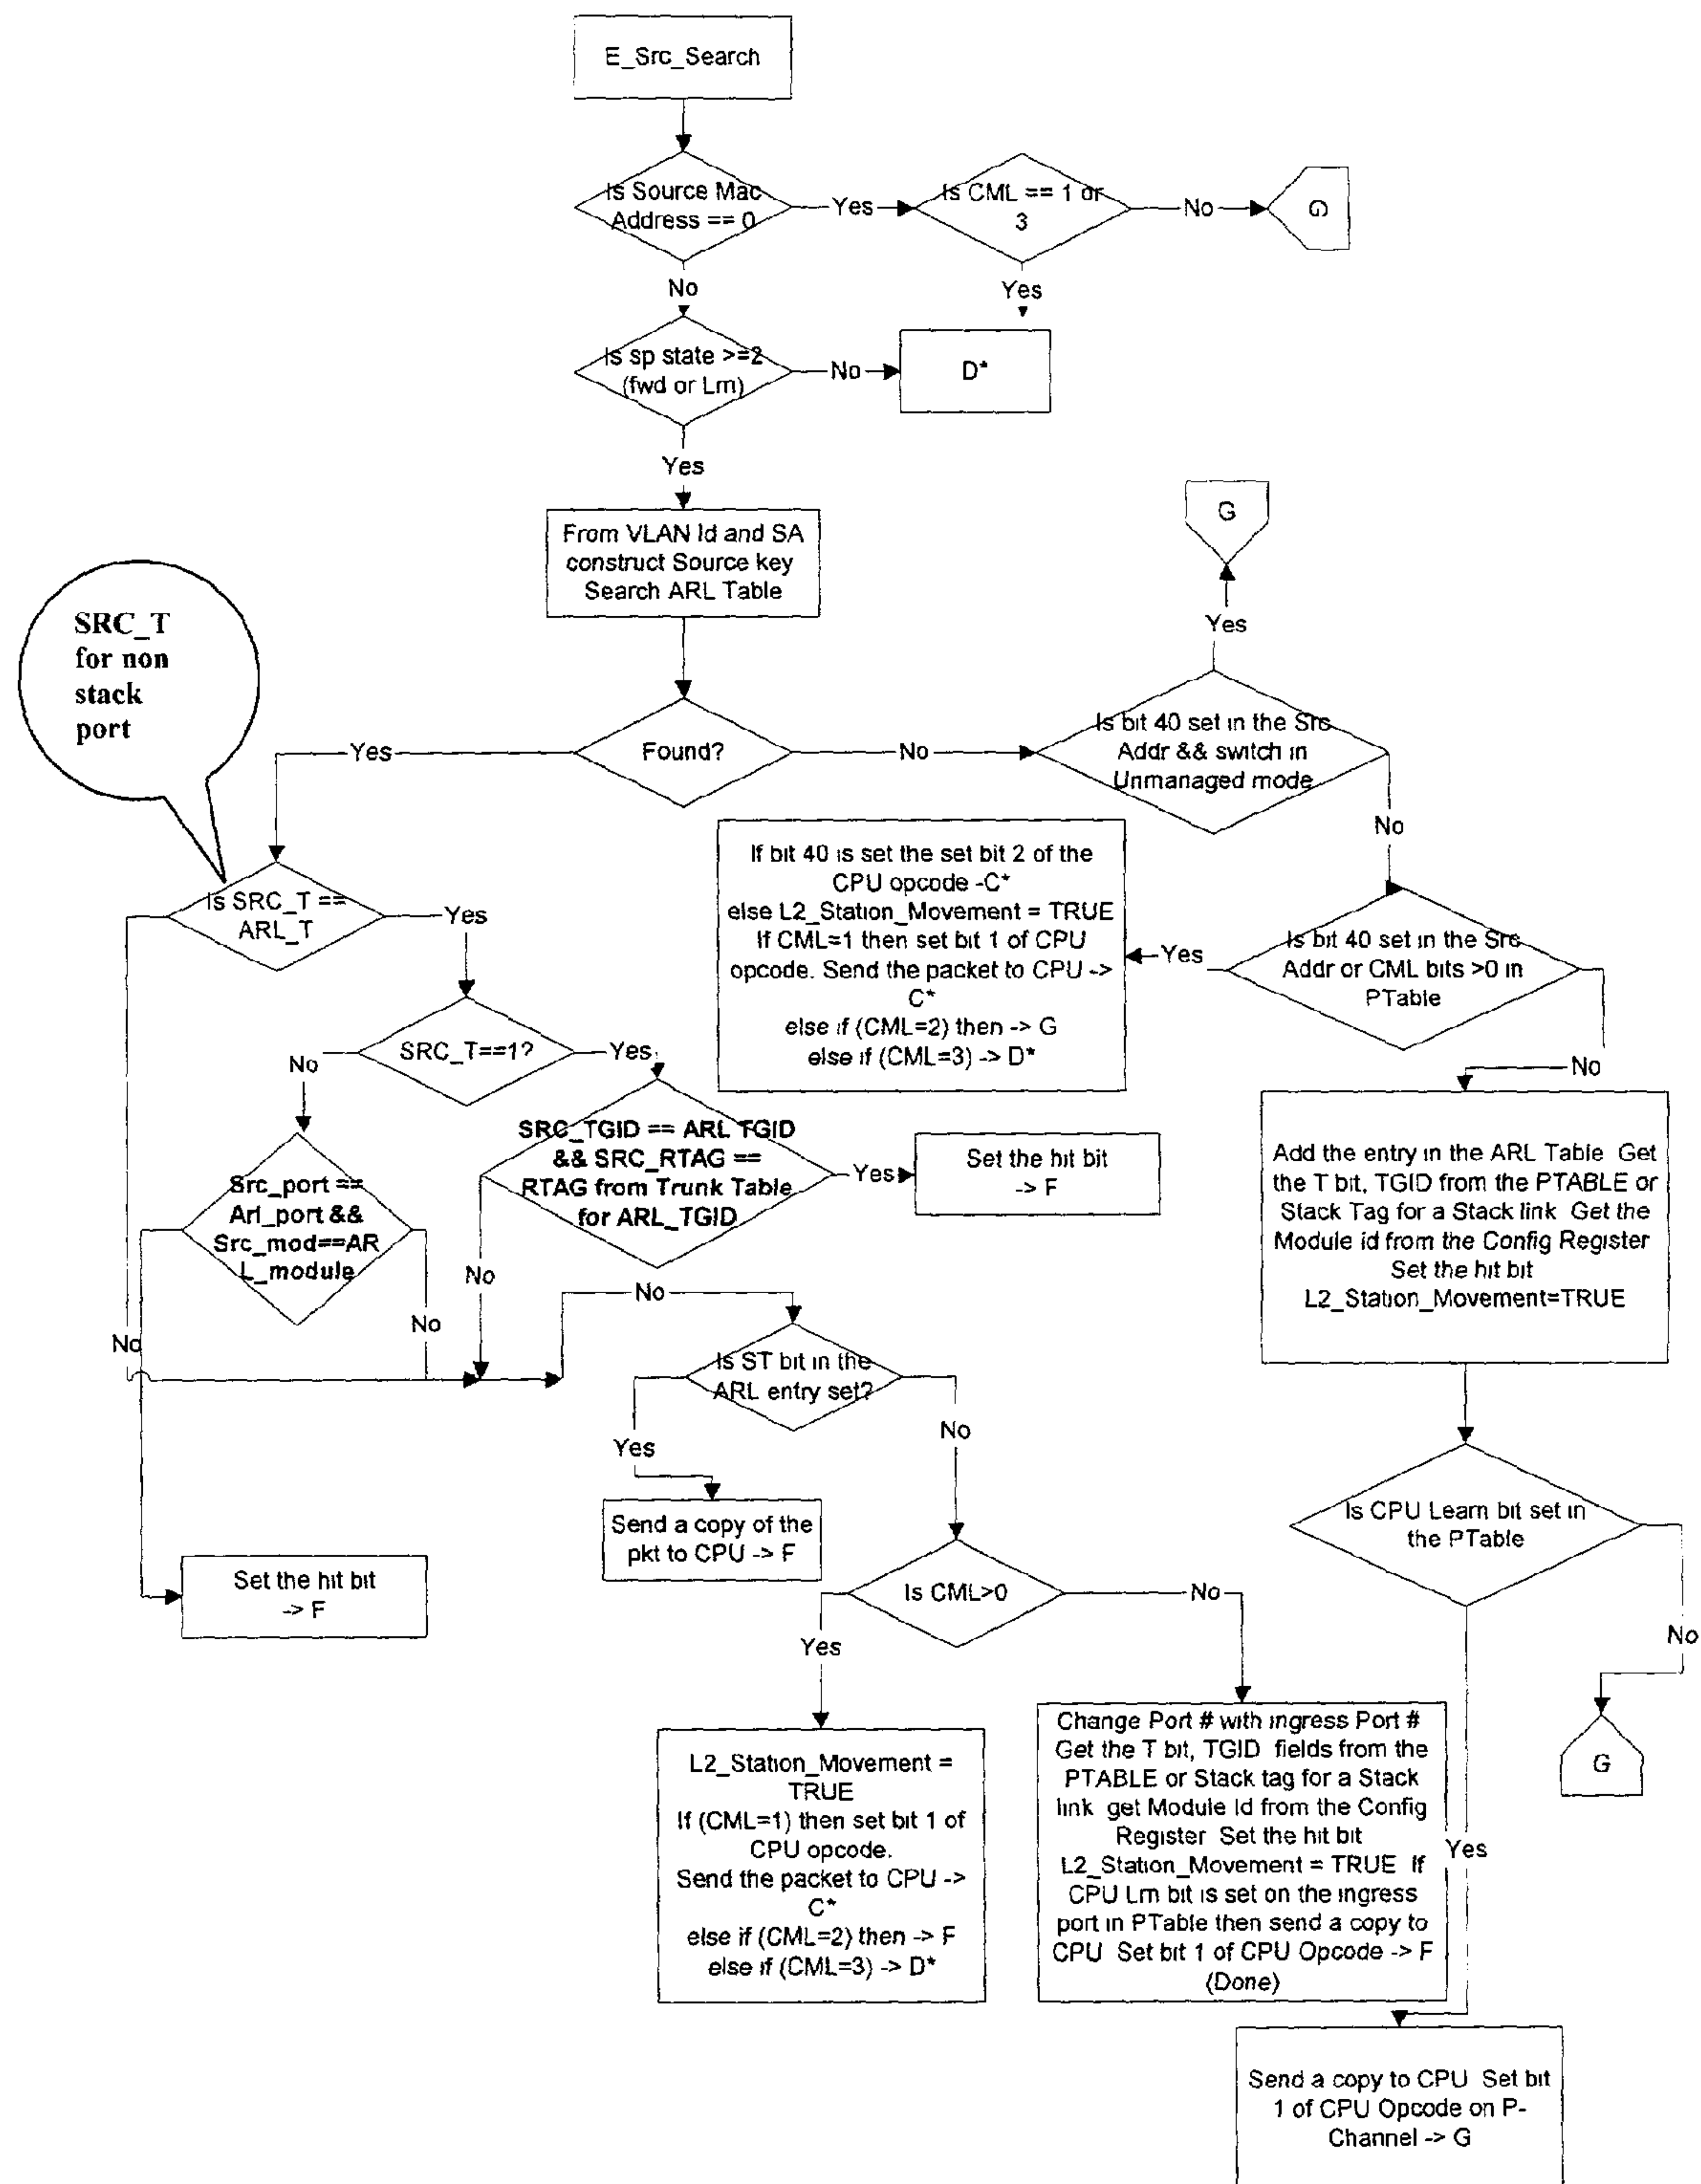 E_Src_Search
Is Source Mac
Address == 0
Yes
Is CML == 1 or
3
No
G
No
Yes
Is sp state >=2
(fwd or Lrn)
No
D*
Yes
From VLAN Id and SA
construct Source key
Search ARL Table
G
Yes
SRC_T
for non
stack
port
Yes
Found?
No
Is bit 40 set in the Src
Addr && switch in
Unmanaged mode
No
If bit 40 is set the set bit 2 of the
CPU opcode -C*
else L2_Station_Movement = TRUE
If CML=1 then set bit 1 of CPU
opcode. Send the packet to CPU ->
C*
else if (CML=2) then -> G
else if (CML=3) -> D*
Is SRC_T ==
ARL_T
Yes
Yes
Is bit 40 set in the Src
Addr or CML bits >0 in
PTable
No
SRC_T==1?
No
Yes
SRC_TGID == ARL TGID
&& SRC_RTAG ==
RTAG from Trunk Table
for ARL_TGID
Yes
Set the hit bit
-> F
Src_port ==
Arl_port &&
Src_mod==AR
L_module
Add the entry in the ARL Table Get
the T bit, TGID from the PTABLE or
Stack Tag for a Stack link Get the
Module id from the Config Register
Set the hit bit
L2_Station_Movement=TRUE
No
No
No
No
Is ST bit in the
ARL entry set?
Yes
No
Send a copy of the
pkt to CPU -> F
Is CPU Learn bit set in
the PTable
Set the hit bit
-> F
Is CML>0
No
Yes
No
L2_Station_Movement =
TRUE
If (CML=1) then set bit 1 of
CPU opcode.
Send the packet to CPU ->
C*
else if (CML=2) then -> F
else if (CML=3) -> D*
Change Port # with ingress Port #
Get the T bit, TGID fields from the
PTABLE or Stack tag for a Stack
link get Module Id from the Config
Register Set the hit bit
L2_Station_Movement = TRUE If
CPU Lrn bit is set on the ingress
port in PTable then send a copy to
CPU Set bit 1 of CPU Opcode -> F
(Done)
Yes
G
Send a copy to CPU Set bit
1 of CPU Opcode on P-
Channel -> G